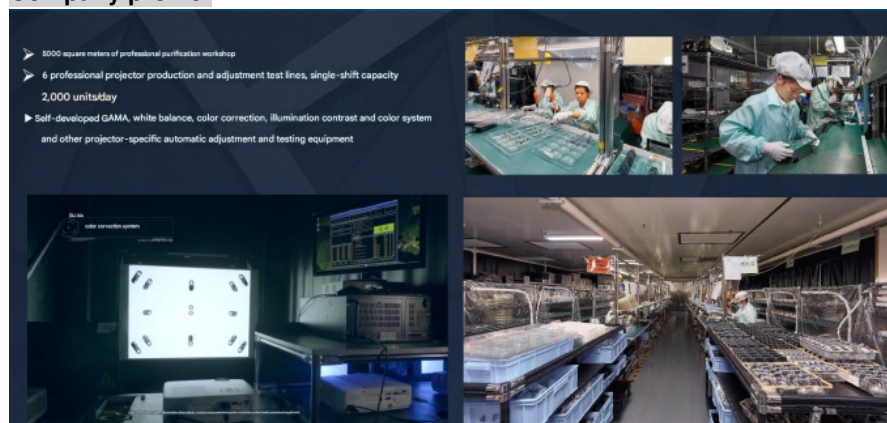 5000 square meters of professional purification workshop
6 professional projector production and adjustment test lines, single-shift capacity
2,000 units/day
Self-developed GAMA, white balance, color correction, illumination contrast and color system
and other projector-specific automatic adjustment and testing equipment
color correction system